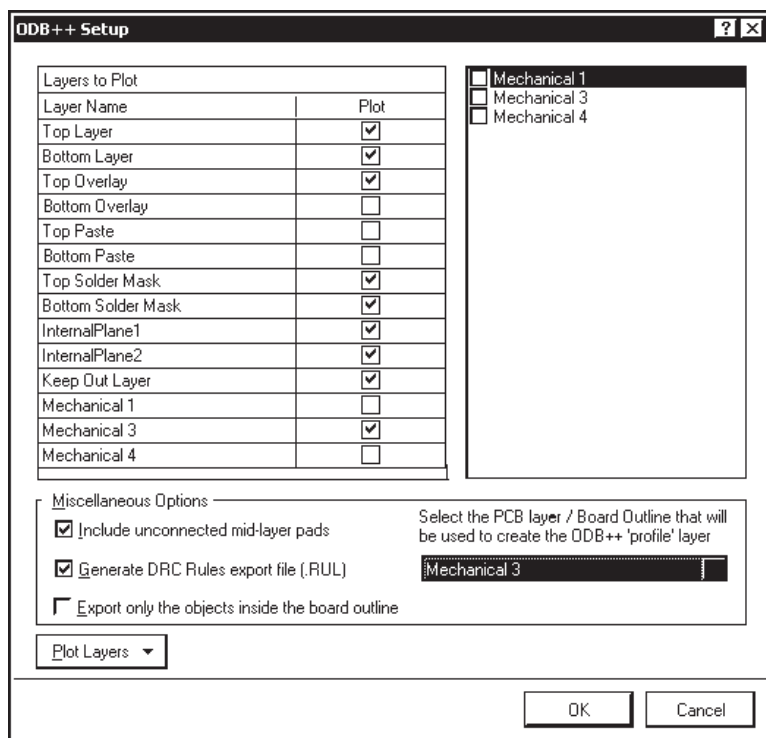 ODB++ Setup
Layers to Plot
Layer Name Plot
Top Layer
Bottom Layer
Top Overlay
Bottom Overlay
Top Paste
Bottom Paste
Top Solder Mask
Bottom Solder Mask
InternalPlane1
InternalPlane2
Keep Out Layer
Mechanical 1
Mechanical 3
Mechanical 4
Mechanical 1
Mechanical 3
Mechanical 4
Miscellaneous Options
Include unconnected mid-layer pads
Generate DRC Rules export file (.RUL)
Export only the objects inside the board outline
Select the PCB layer / Board Outline that will
be used to create the ODB++ 'profile' layer
Mechanical 3
Plot Layers
OK Cancel